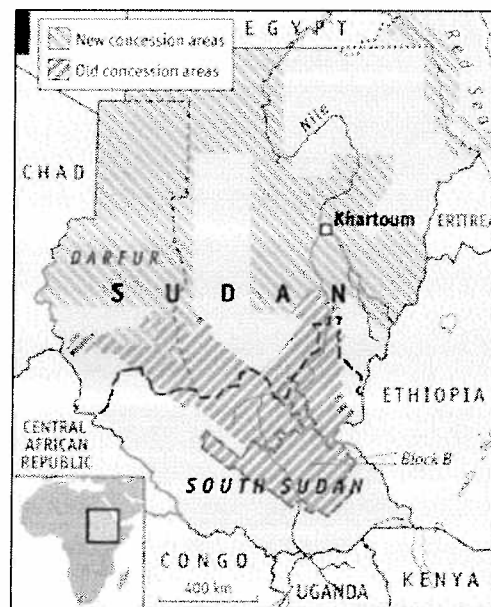 New concession areas
Old concession areas
EGYPT
Red Sea
Nile
CHAD
Khartoum
ERITREA
DARFUR
SUDAN
ETHIOPIA
CENTRAL
AFRICAN
REPUBLIC
Block B
SOUTH SUDAN
CONGO
400 km
UGANDA
KENYA